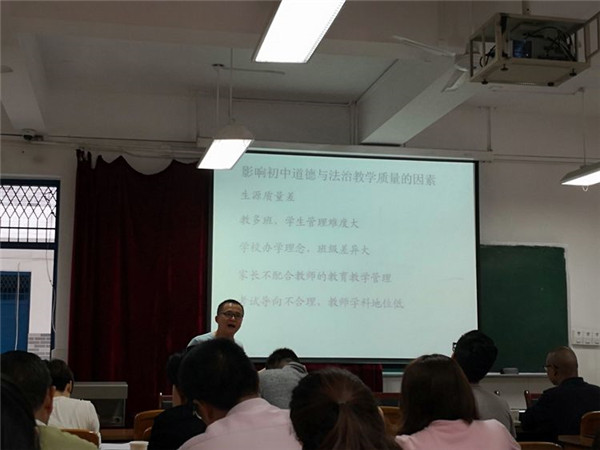 影响初中道德与法治教学质量的因素
生源质量差
教多班，学生管理难度大
学校办学理念，班级差异大
家长不配合教师的教育教学管理
考试导向不合理、教师学科地位低